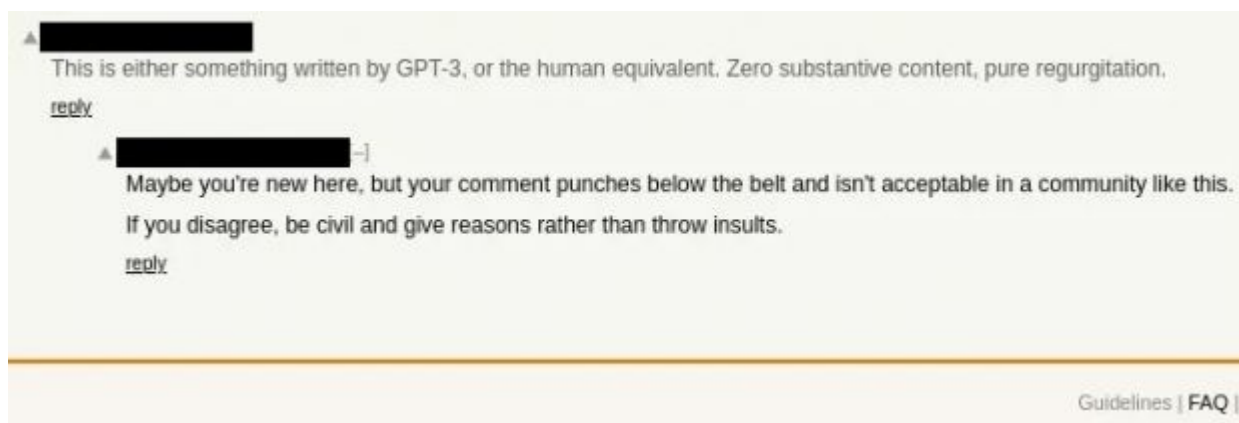 This is either something written by GPT-3, or the human equivalent. Zero substantive content, pure regurgitation.
reply
[–]
Maybe you're new here, but your comment punches below the belt and isn't acceptable in a community like this.
If you disagree, be civil and give reasons rather than throw insults.
reply
Guidelines | FAQ |